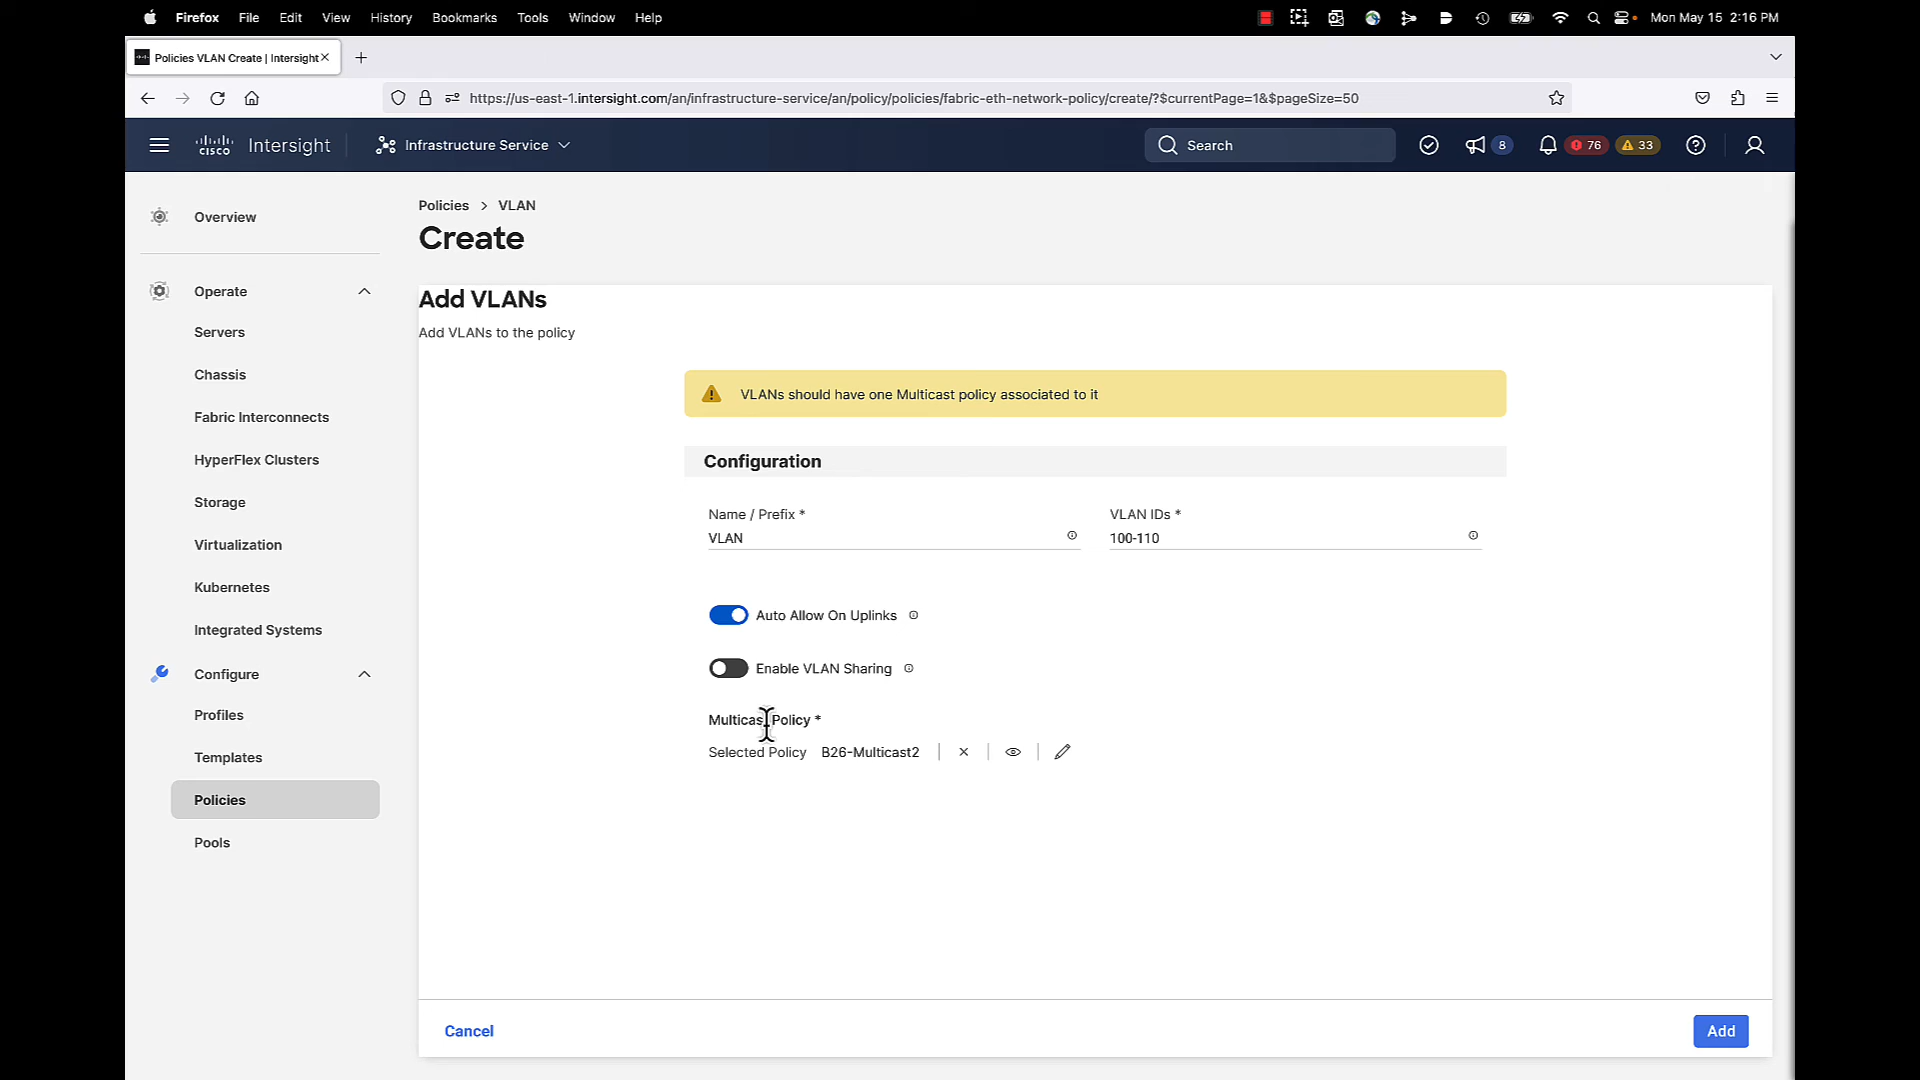 Firefox File Edit View History Bookmarks Tools Window Help Mon May 15 2:16 PM
Policies VLAN Create | Intersight
https://us-east-1.intersight.com/an/infrastructure-service/an/policy/policies/fabric-eth-network-policy/create/?$currentPage=1&$pageSize=50
CISCO Intersight Infrastructure Service Search 8 76 33
Overview
Operate
Servers
Chassis
Fabric Interconnects
HyperFlex Clusters
Storage
Virtualization
Kubernetes
Integrated Systems
Configure
Profiles
Templates
Policies
Pools
Policies > VLAN
Create
Add VLANs
Add VLANs to the policy
VLANs should have one Multicast policy associated to it
Configuration
Name / Prefix * VLAN IDs *
VLAN 100-110
Auto Allow On Uplinks
Enable VLAN Sharing
Multicast Policy *
Selected Policy B26-Multicast2
Cancel Add